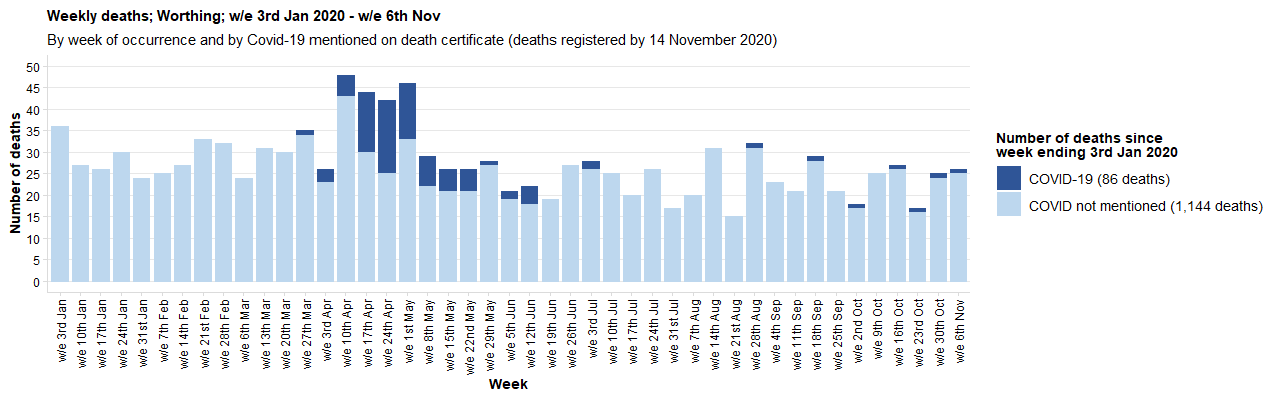 Weekly deaths; Worthing; w/e 3rd Jan 2020 - w/e 6th Nov
By week of occurrence and by Covid-19 mentioned on death certificate (deaths registered by 14 November 2020)
Number of deaths
50
45
40
35
30
25
20
15
10
5
0
w/e 3rd Jan
w/e 10th Jan
w/e 17th Jan
w/e 24th Jan
w/e 31st Jan
w/e 7th Feb
w/e 14th Feb
w/e 21st Feb
w/e 28th Feb
w/e 6th Mar
w/e 13th Mar
w/e 20th Mar
w/e 27th Mar
w/e 3rd Apr
w/e 10th Apr
w/e 17th Apr
w/e 24th Apr
w/e 1st May
w/e 8th May
w/e 15th May
w/e 22nd May
w/e 29th May
w/e 5th Jun
w/e 12th Jun
w/e 19th Jun
w/e 26th Jun
w/e 3rd Jul
w/e 10th Jul
w/e 17th Jul
w/e 24th Jul
w/e 31st Jul
w/e 7th Aug
w/e 14th Aug
w/e 21st Aug
w/e 28th Aug
w/e 4th Sep
w/e 11th Sep
w/e 18th Sep
w/e 25th Sep
w/e 2nd Oct
w/e 9th Oct
w/e 16th Oct
w/e 23rd Oct
w/e 30th Oct
w/e 6th Nov
Week
Number of deaths since
week ending 3rd Jan 2020
COVID-19 (86 deaths)
COVID not mentioned (1,144 deaths)